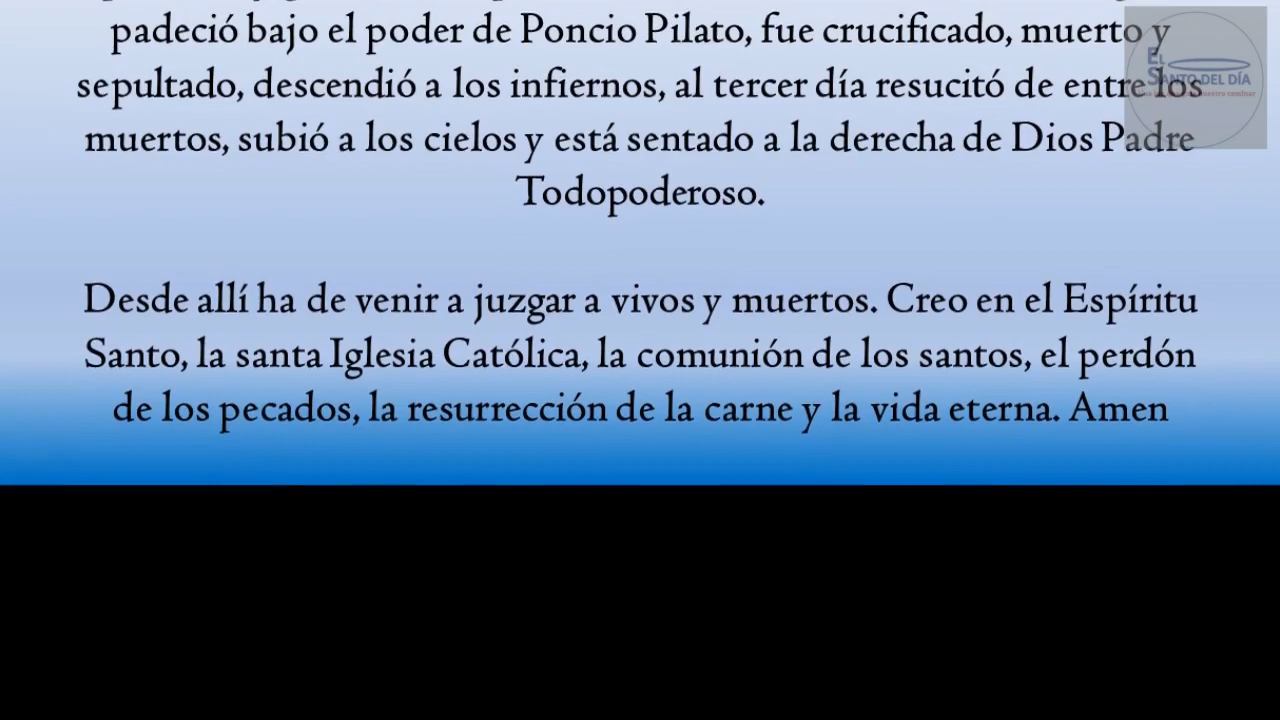 padeció bajo el poder de Poncio Pilato, fue crucificado, muerto y
sepultado, descendió a los infiernos, al tercer día resucitó de entre los
muertos, subió a los cielos y está sentado a la derecha de Dios Padre
Todopoderoso.
Desde allí ha de venir a juzgar a vivos y muertos. Creo en el Espíritu
Santo, la santa Iglesia Católica, la comunión de los santos, el perdón
de los pecados, la resurrección de la carne y la vida eterna. Amen
EL
SANTO DEL DÍA